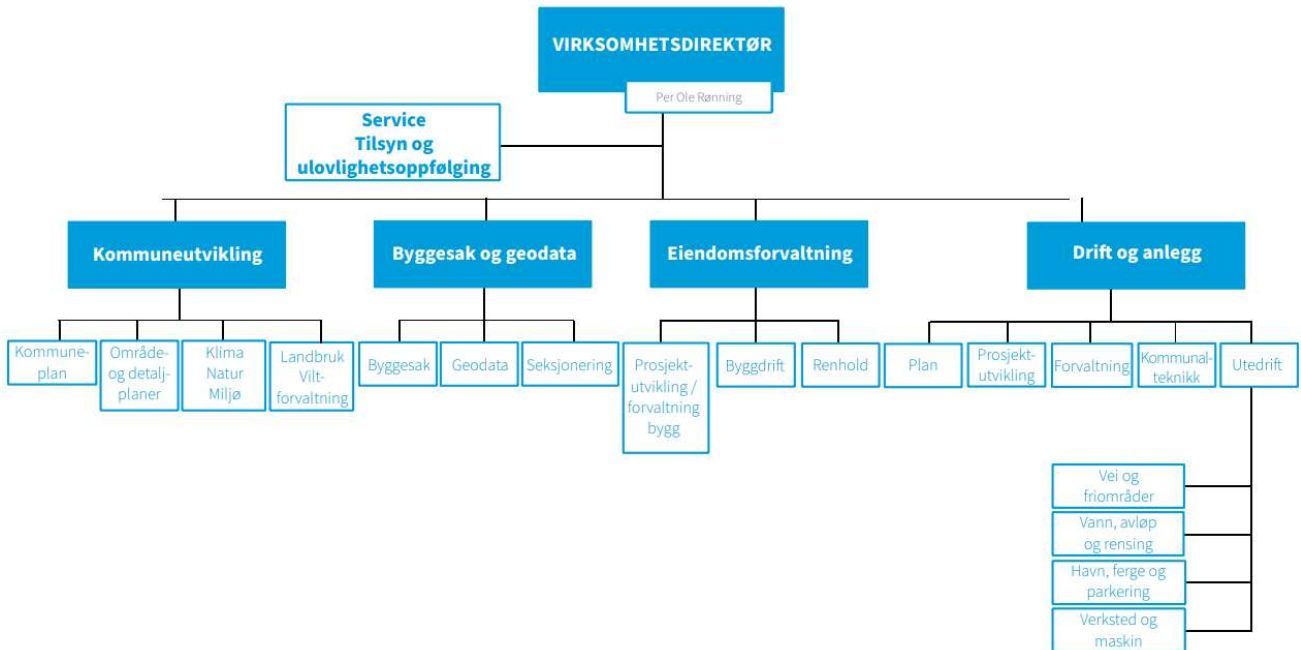 VIRKSOMHETSDIREKTØR
Per Ole Rønning
Service
Tilsyn og
ulovlighetsoppfølging
Kommuneutvikling
Byggesak og geodata
Eiendomsforvaltning
Drift og anlegg
Kommune-
plan
Område-
og detalj-
planer
Klima
Natur
Miljø
Landbruk
Vilt-
forvaltning
Byggesak
Geodata
Seksjonering
Prosjekt-
utvikling /
forvaltning
bygg
Byggdrift
Renhold
Plan
Prosjekt-
utvikling
Forvaltning
Kommunal-
teknikk
Utedrift
Vei og
friområder
Vann, avløp
og rensing
Havn, ferge og
parkering
Verksted og
maskin